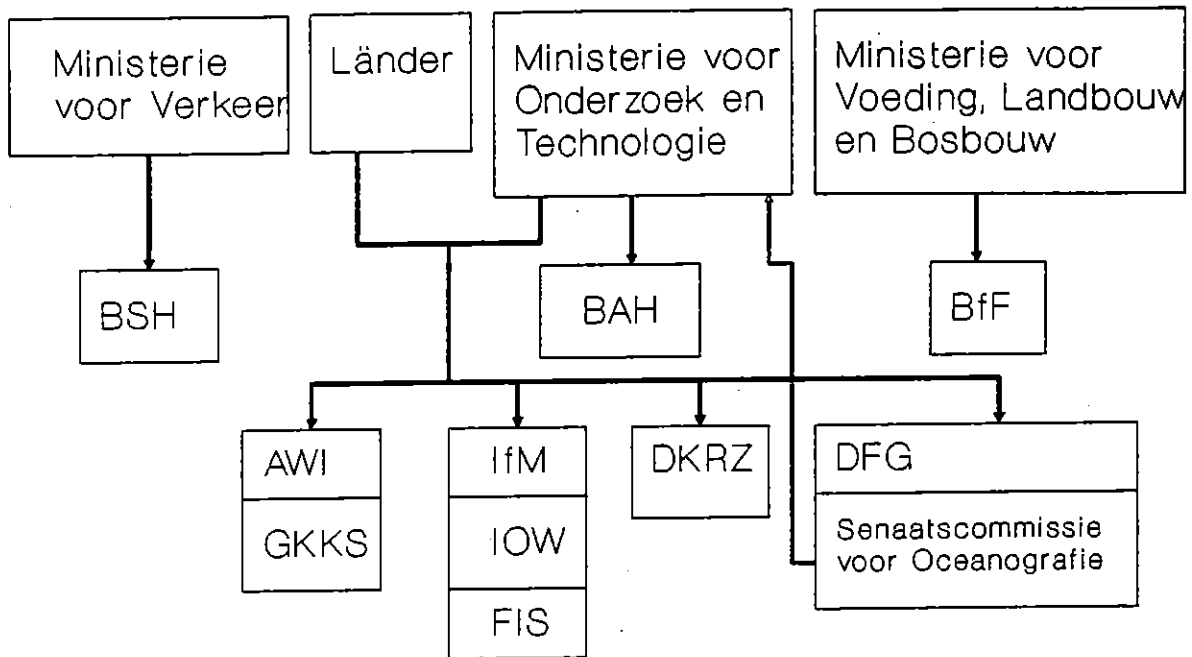 Ministerie
voor Verkeer
Länder
Ministerie voor
Onderzoek en
Technologie
Ministerie voor
Voeding, Landbouw
en Bosbouw
BSH
BAH
BfF
AWI
GKKS
IfM
IOW
FIS
DKRZ
DFG
Senaatscommissie
voor Oceanografie